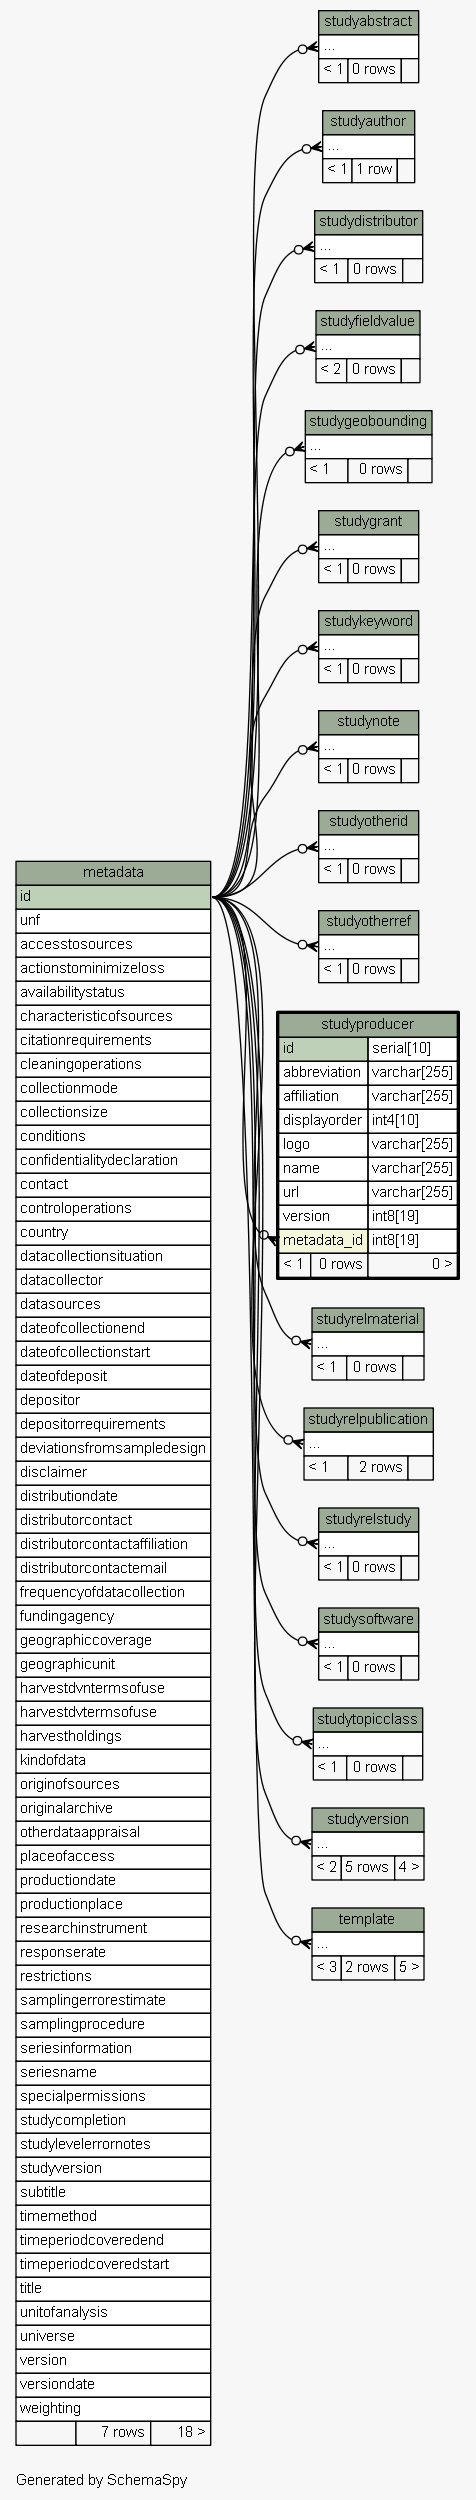 studyabstract
...
< 1 0 rows
studyauthor
...
< 1 1 row
studydistributor
...
< 1 0 rows
studyfieldvalue
...
< 2 0 rows
studygeobounding
...
< 1 0 rows
studygrant
...
< 1 0 rows
studykeyword
...
< 1 0 rows
studynote
...
< 1 0 rows
studyotherid
...
< 1 0 rows
studyotherref
...
< 1 0 rows
studyproducer
id serial[10]
abbreviation varchar[255]
affiliation varchar[255]
displayorder int4[10]
logo varchar[255]
name varchar[255]
url varchar[255]
version int8[19]
metadata_id int8[19]
< 1 0 rows 0 >
studyrelmaterial
...
< 1 0 rows
studyrelpublication
...
< 1 2 rows
studyrelstudy
...
< 1 0 rows
studysoftware
...
< 1 0 rows
studytopicclass
...
< 1 0 rows
studyversion
...
< 2 5 rows 4 >
template
...
< 3 2 rows 5 >
metadata
id
unf
accesstosources
actionstominimizeloss
availabilitystatus
characteristicofsources
citationrequirements
cleaningoperations
collectionmode
collectionsize
conditions
confidentialitydeclaration
contact
controloperations
country
datacollectionsituation
datacollector
datasources
dateofcollectionend
dateofcollectionstart
dateofdeposit
depositor
depositorrequirements
deviationsfromsampledesign
disclaimer
distributiondate
distributorcontact
distributorcontactaffiliation
distributorcontactemail
frequencyofdatacollection
fundingagency
geographiccoverage
geographicunit
harvestdvntermsofuse
harvestdvtermsofuse
harvestholdings
kindofdata
originofsources
originalarchive
otherdataappraisal
placeofaccess
productiondate
productionplace
researchinstrument
responserate
restrictions
samplingerrorestimate
samplingprocedure
seriesinformation
seriesname
specialpermissions
studycompletion
studylevelerrornotes
studyversion
subtitle
timemethod
timeperiodcoveredend
timeperiodcoveredstart
title
unitofanalysis
universe
version
versiondate
weighting
7 rows 18 >
Generated by SchemaSpy